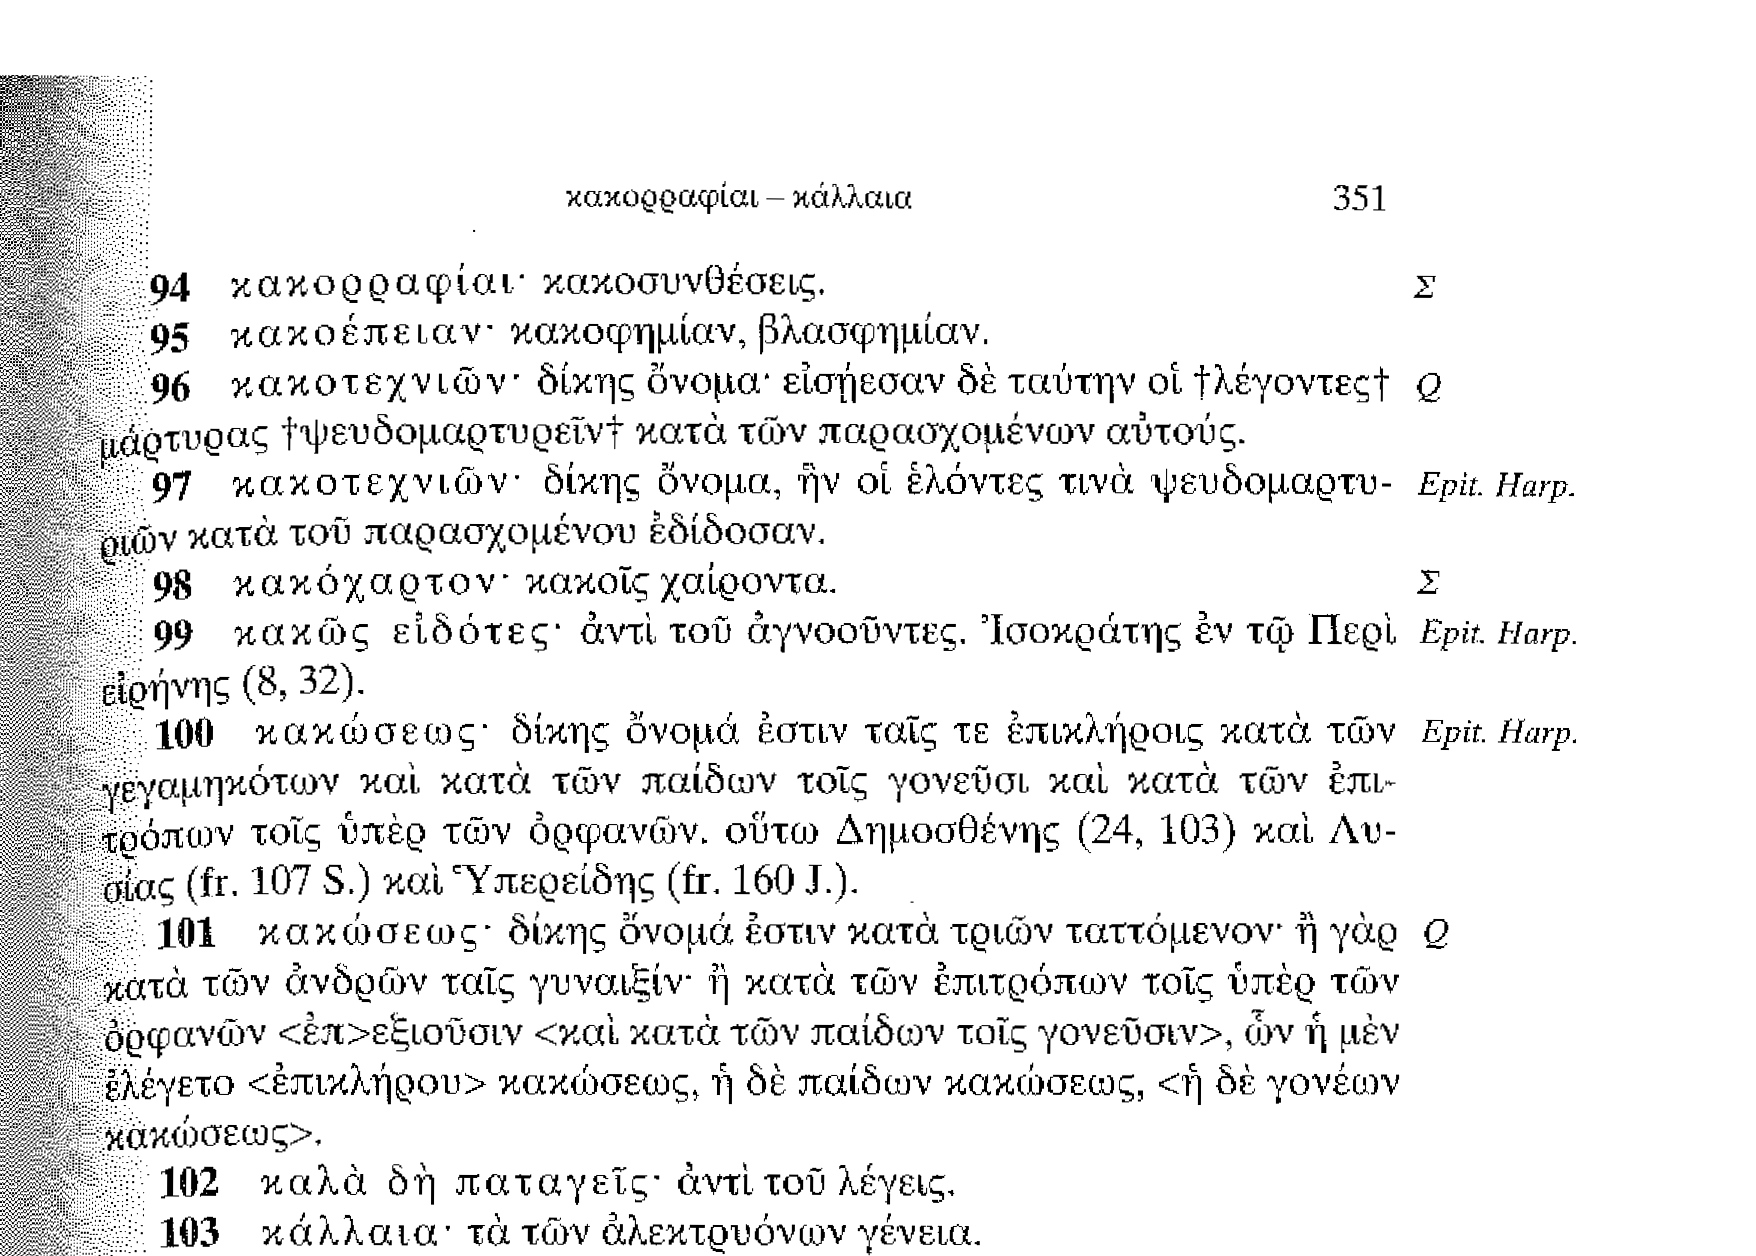 κακορραφίαι – κάλλαια 351
94 κακορραφίαι· κακοσυνθέσεις. Σ
95 κακοέπειαν· κακοφημίαν, βλασφημίαν.
96 κακοτεχνιῶν· δίκης ὄνομα· εἰσῄεσαν δὲ ταύτην οἱ †λέγοντες† Q
μάρτυρας †ψευδομαρτυρεῖν† κατὰ τῶν παρασχομένων αὐτούς.
97 κακοτεχνιῶν· δίκης ὄνομα, ἣν οἱ ἑλόντες τινὰ ψευδομαρτυ- Epit. Harp.
ριῶν κατὰ τοῦ παρασχομένου ἐδίδοσαν.
98 κακόχαρτον· κακοῖς χαίροντα. Σ
99 κακῶς εἰδότες· ἀντὶ τοῦ ἀγνοοῦντες. Ἰσοκράτης ἐν τῷ Περὶ Epit. Harp.
εἰρήνης (8, 32).
100 κακώσεως· δίκης ὄνομά ἐστιν ταῖς τε ἐπικλήροις κατὰ τῶν Epit. Harp.
γεγαμηκότων καὶ κατὰ τῶν παίδων τοῖς γονεῦσι καὶ κατὰ τῶν ἐπι-
τρόπων τοῖς ὑπὲρ τῶν ὀρφανῶν. οὕτω Δημοσθένης (24, 103) καὶ Λυ-
σίας (fr. 107 S.) καὶ Ὑπερείδης (fr. 160 J.).
101 κακώσεως· δίκης ὄνομά ἐστιν κατὰ τριῶν ταττόμενον· ἢ γὰρ Q
κατὰ τῶν ἀνδρῶν ταῖς γυναιξίν· ἢ κατὰ τῶν ἐπιτρόπων τοῖς ὑπὲρ τῶν
ὀρφανῶν <ἐπ>εξιοῦσιν <καὶ κατὰ τῶν παίδων τοῖς γονεῦσιν>, ὧν ἡ μὲν
ἐλέγετο <ἐπικλήρου> κακώσεως, ἡ δὲ παίδων κακώσεως, <ἡ δὲ γονέων
κακώσεως>.
102 καλὰ δὴ παταγεῖς· ἀντὶ τοῦ λέγεις.
103 κάλλαια· τὰ τῶν ἀλεκτρυόνων γένεια.